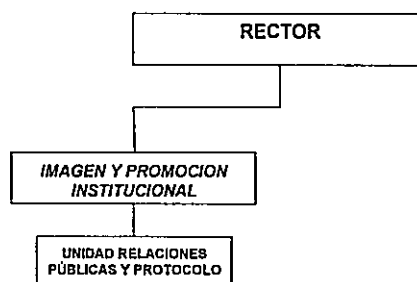 RECTOR
IMAGEN Y PROMOCION
INSTITUCIONAL
UNIDAD RELACIONES
PÚBLICAS Y PROTOCOLO